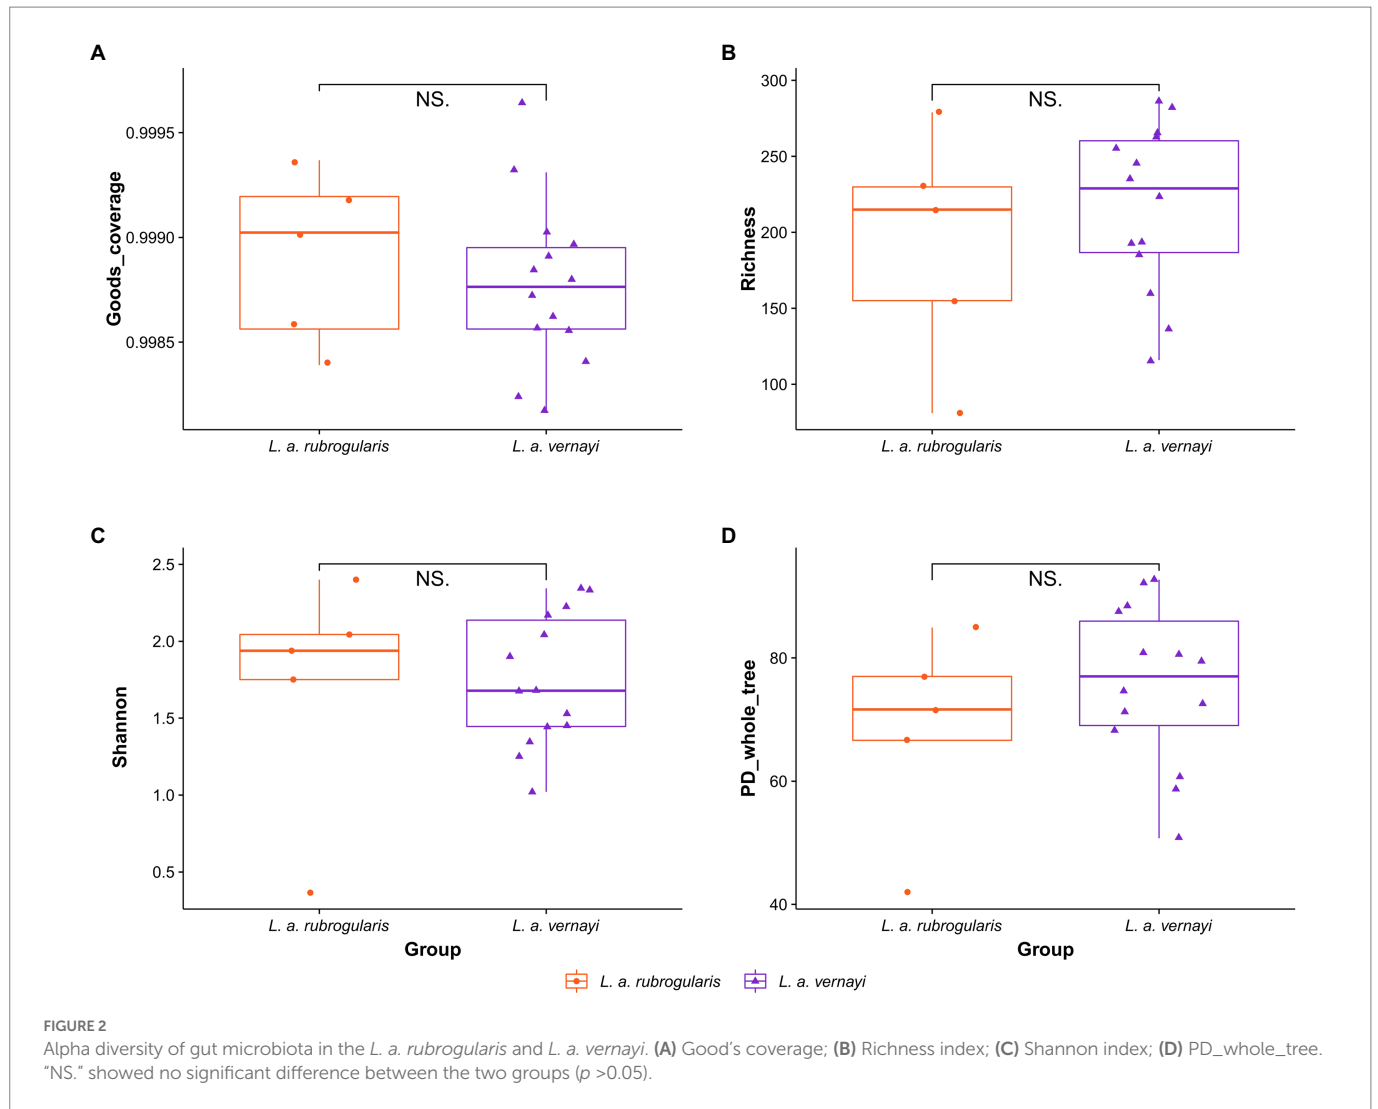 A
NS.
0.9995
0.9990
0.9985
Goods_coverage
L. a. rubrogularis
L. a. vernayi
B
NS.
300
250
200
150
100
Richness
L. a. rubrogularis
L. a. vernayi
C
NS.
2.5
2.0
1.5
1.0
0.5
Shannon
L. a. rubrogularis
L. a. vernayi
Group
D
NS.
80
60
40
PD_whole_tree
L. a. rubrogularis
L. a. vernayi
Group
L. a. rubrogularis
L. a. vernayi
FIGURE 2
Alpha diversity of gut microbiota in the L. a. rubrogularis and L. a. vernayi. (A) Good's coverage; (B) Richness index; (C) Shannon index; (D) PD_whole_tree.
"NS." showed no significant difference between the two groups (p >0.05).